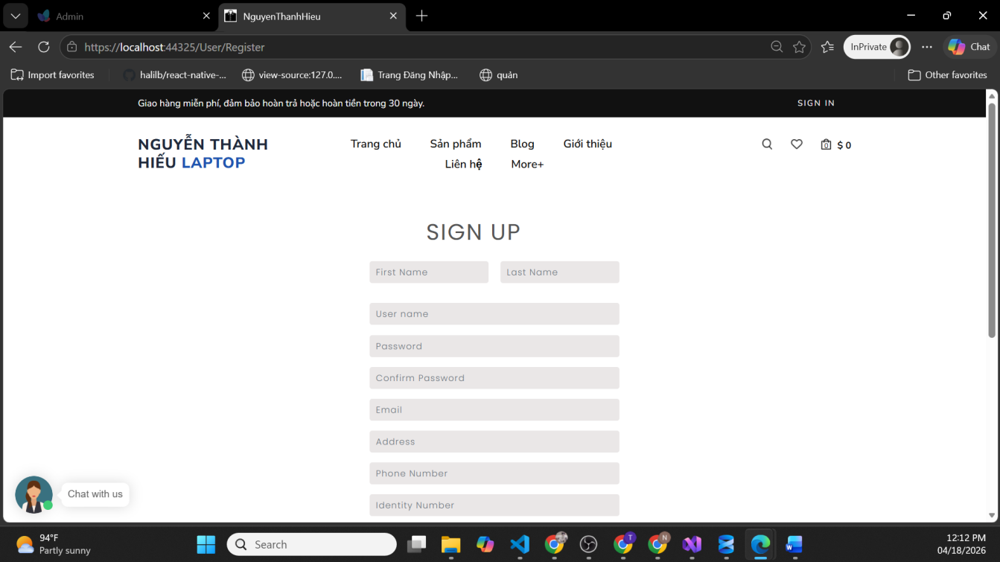 Admin
NguyenThanhHieu
https://localhost:44325/User/Register
InPrivate
Chat
Import favorites
halilb/react-native-...
view-source:127.0....
Trang Đăng Nhập...
quản
Other favorites
Giao hàng miễn phí, đảm bảo hoàn trả hoặc hoàn tiền trong 30 ngày.
SIGN IN
NGUYỄN THÀNH
HIẾU LAPTOP
Trang chủ
Sản phẩm
Blog
Giới thiệu
Liên hệ
More+
0
$ 0
SIGN UP
First Name
Last Name
User name
Password
Confirm Password
Email
Address
Phone Number
Identity Number
Chat with us
94°F
Partly sunny
Search
T
N
12:12 PM
04/18/2026